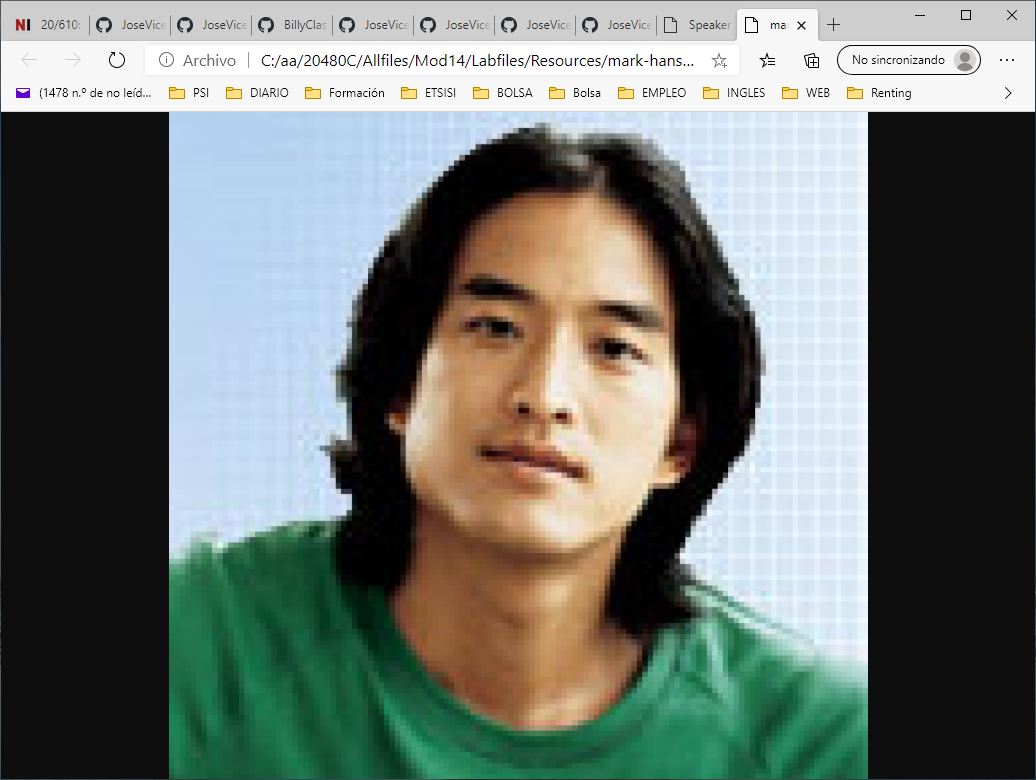 NI 20/610: JoseVice JoseVice BillyClas JoseVice JoseVice JoseVice JoseVice Speaker ma
Archivo C:/aa/20480C/Allfiles/Mod14/Labfiles/Resources/mark-hans... No sincronizando
(1478 n.º de no leíd... PSI DIARIO Formación ETSISI BOLSA Bolsa EMPLEO INGLES WEB Renting